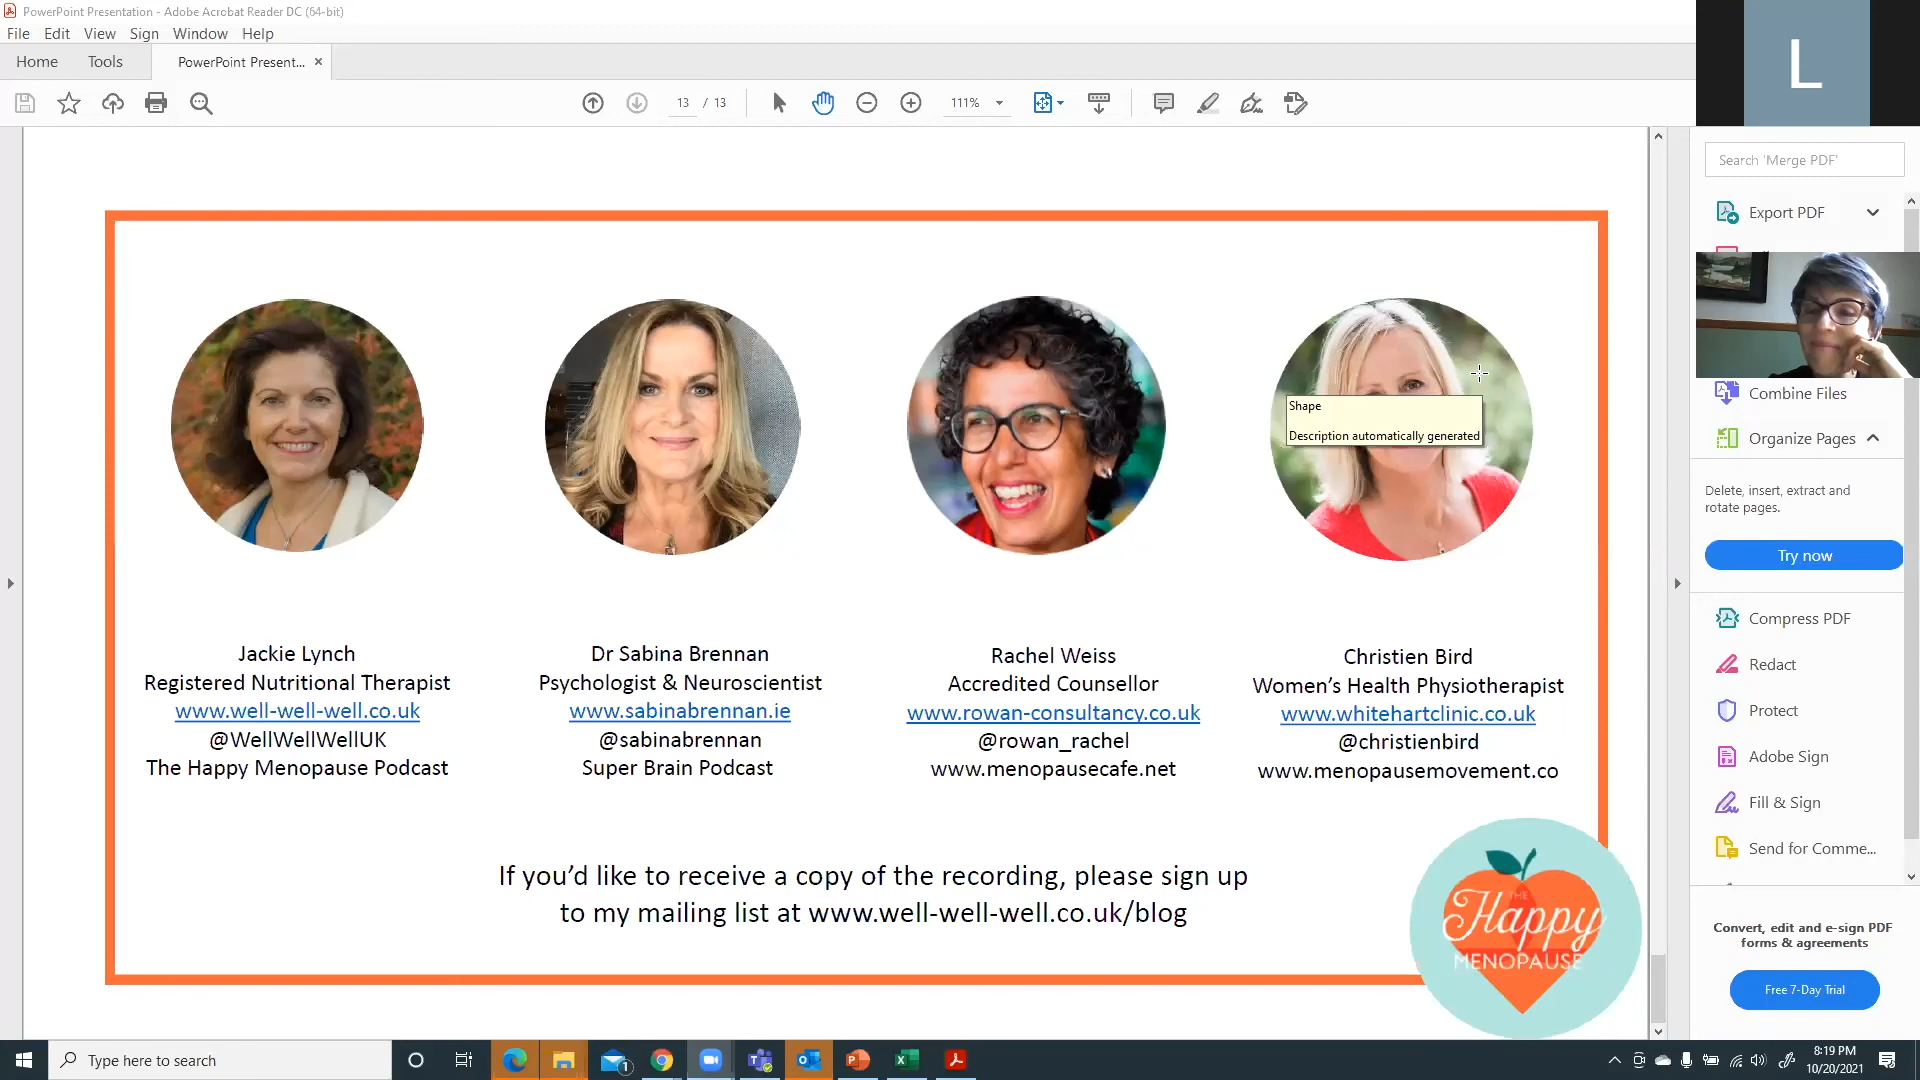 PowerPoint Presentation - Adobe Acrobat Reader DC (64-bit)
File Edit View Sign Window Help
Home Tools PowerPoint Present... ×
13 / 13 111%
L
Search 'Merge PDF'
Export PDF
Combine Files
Organize Pages
Delete, insert, extract and
rotate pages.
Try now
Compress PDF
Redact
Protect
Adobe Sign
Fill & Sign
Send for Comme...
Convert, edit and e-sign PDF
forms & agreements
Free 7-Day Trial
Shape
Description automatically generated
Jackie Lynch
Registered Nutritional Therapist
www.well-well-well.co.uk
@WellWellWellUK
The Happy Menopause Podcast
Dr Sabina Brennan
Psychologist & Neuroscientist
www.sabinabrennan.ie
@sabinabrennan
Super Brain Podcast
Rachel Weiss
Accredited Counsellor
www.rowan-consultancy.co.uk
@rowan_rachel
www.menopausecafe.net
Christien Bird
Women’s Health Physiotherapist
www.whitehartclinic.co.uk
@christienbird
www.menopausemovement.co
If you’d like to receive a copy of the recording, please sign up
to my mailing list at www.well-well-well.co.uk/blog
THE
Happy
MENOPAUSE
Type here to search
1
8:19 PM
10/20/2021